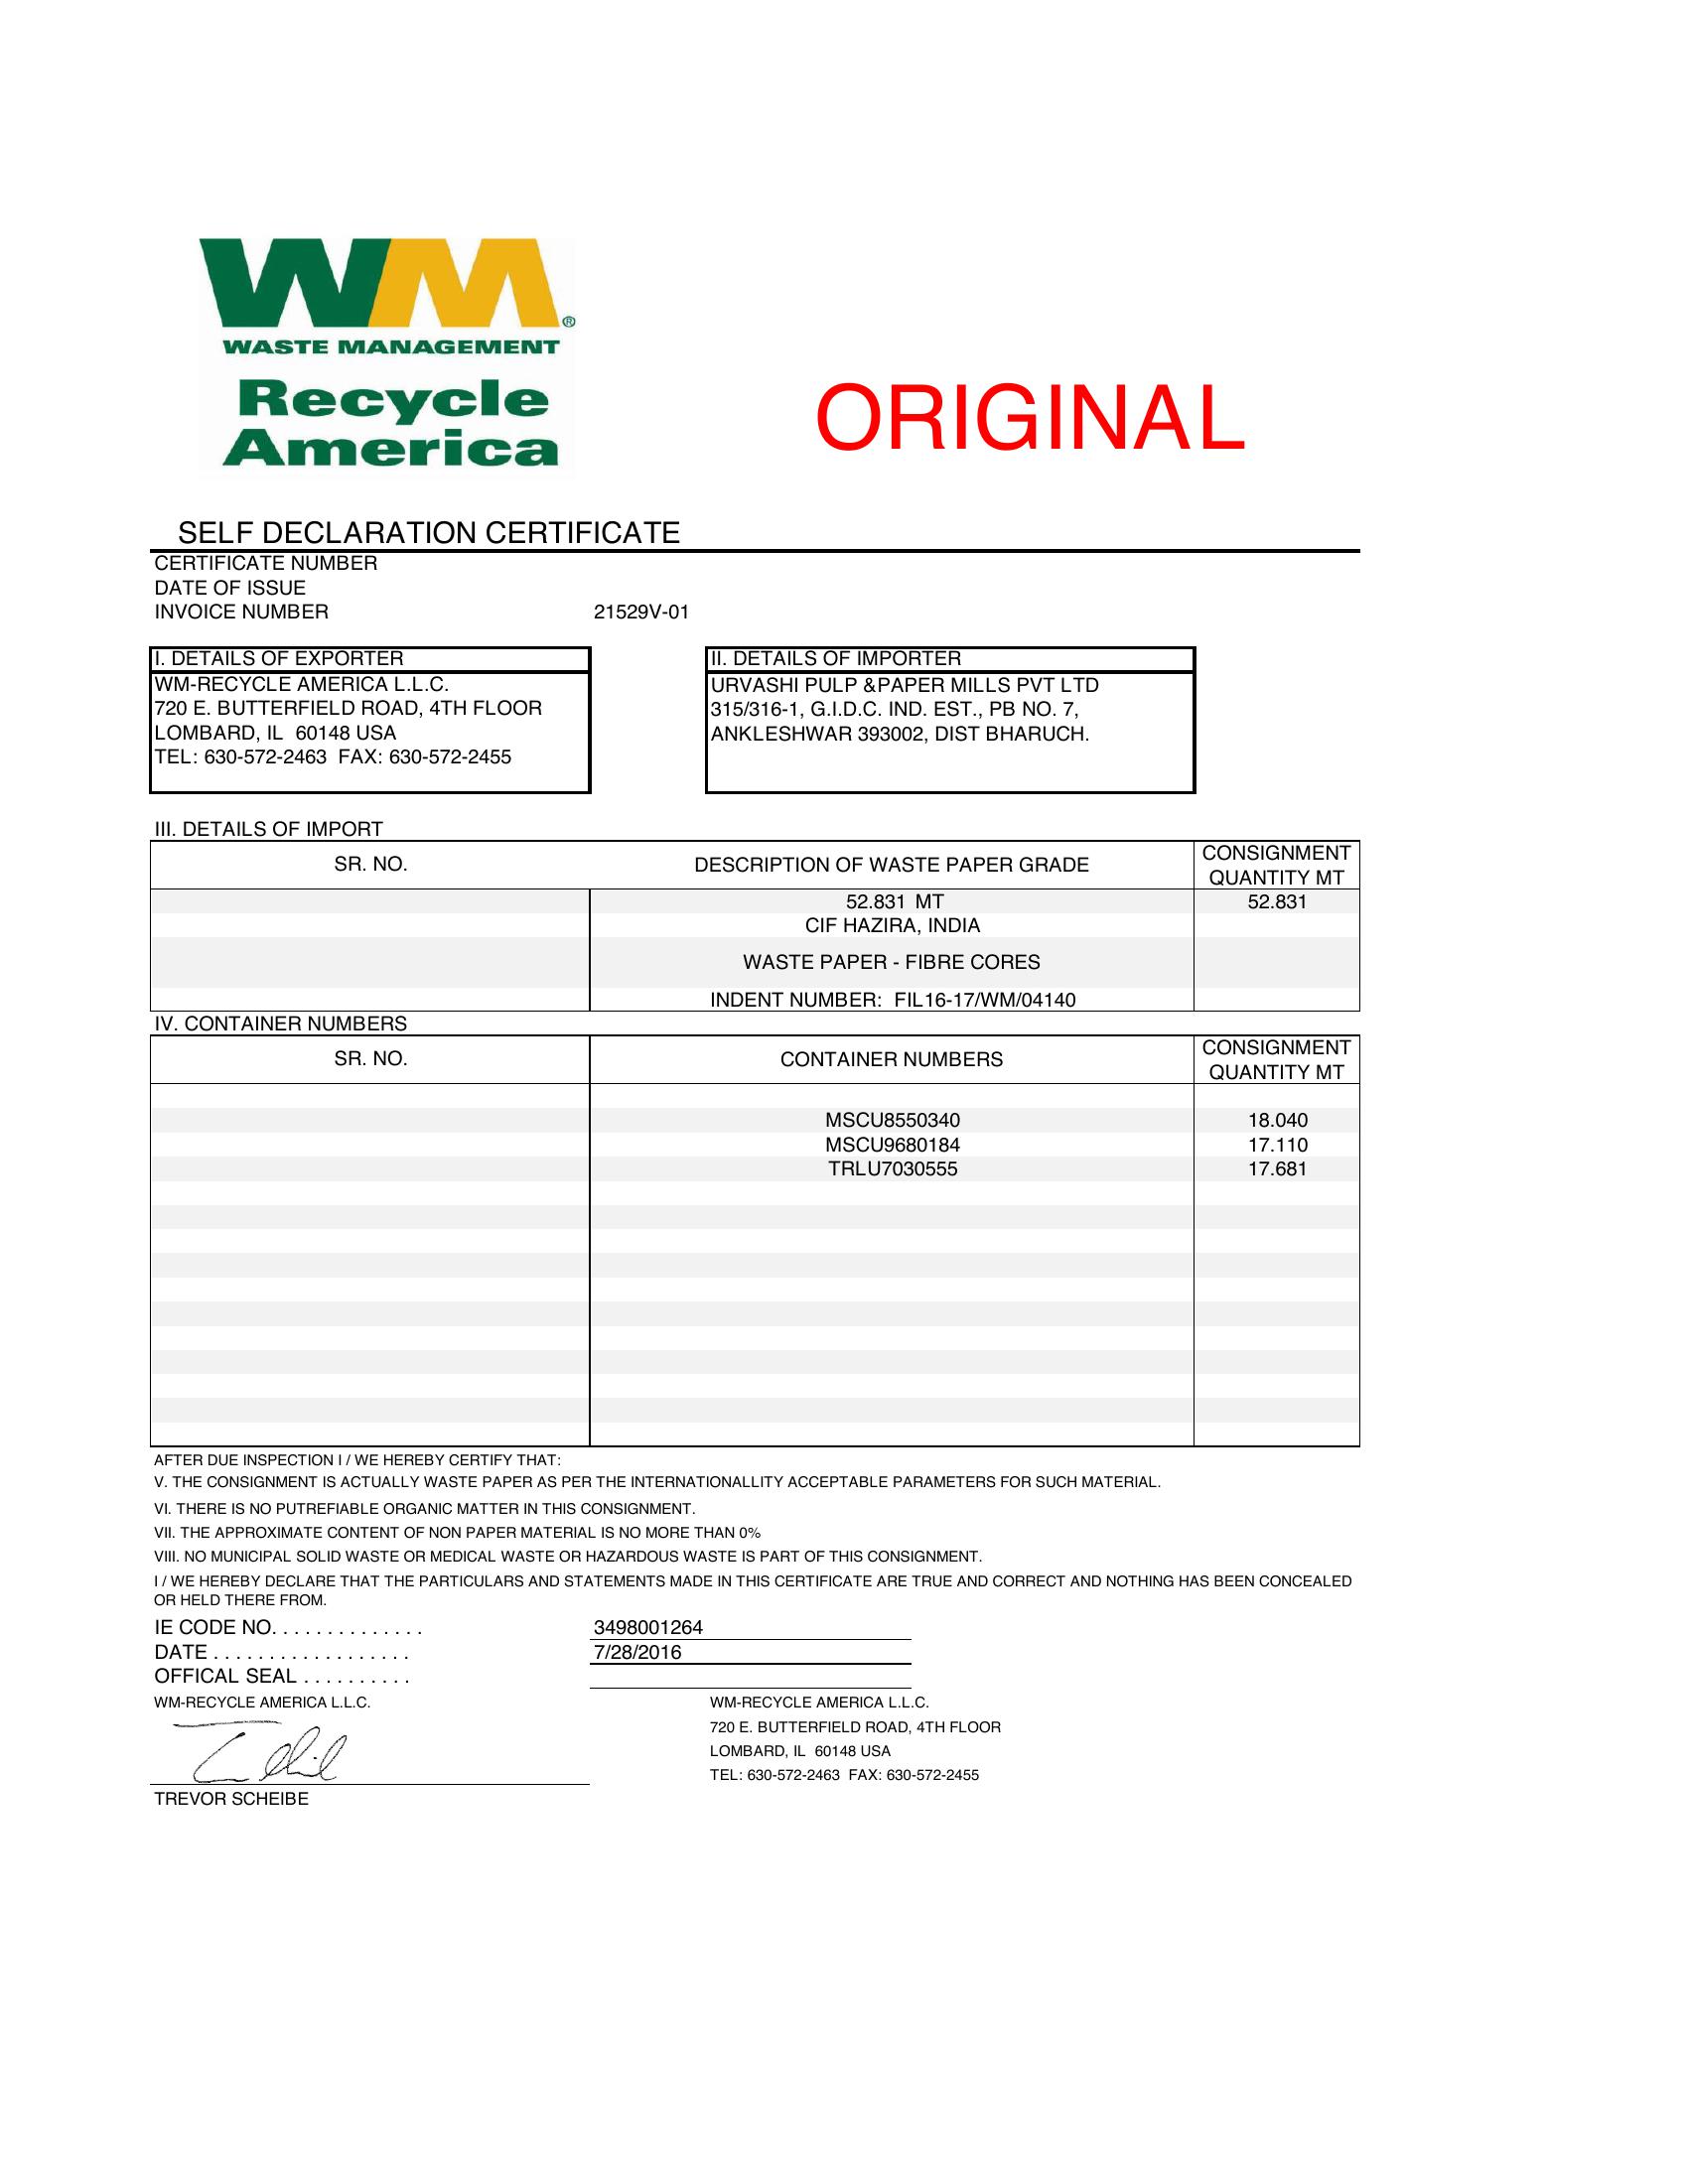 WM®
WASTE MANAGEMENT
Recycle
America
ORIGINAL
SELF DECLARATION CERTIFICATE
CERTIFICATE NUMBER
DATE OF ISSUE
INVOICE NUMBER 21529V-01
I. DETAILS OF EXPORTER
WM-RECYCLE AMERICA L.L.C.
720 E. BUTTERFIELD ROAD, 4TH FLOOR
LOMBARD, IL  60148 USA
TEL: 630-572-2463  FAX: 630-572-2455
II. DETAILS OF IMPORTER
URVASHI PULP &PAPER MILLS PVT LTD
315/316-1, G.I.D.C. IND. EST., PB NO. 7,
ANKLESHWAR 393002, DIST BHARUCH.
III. DETAILS OF IMPORT
SR. NO. DESCRIPTION OF WASTE PAPER GRADE CONSIGNMENT QUANTITY MT
52.831  MT 52.831
CIF HAZIRA, INDIA
WASTE PAPER - FIBRE CORES
INDENT NUMBER:  FIL16-17/WM/04140
IV. CONTAINER NUMBERS
SR. NO. CONTAINER NUMBERS CONSIGNMENT QUANTITY MT
MSCU8550340 18.040
MSCU9680184 17.110
TRLU7030555 17.681
AFTER DUE INSPECTION I / WE HEREBY CERTIFY THAT:
V. THE CONSIGNMENT IS ACTUALLY WASTE PAPER AS PER THE INTERNATIONALLITY ACCEPTABLE PARAMETERS FOR SUCH MATERIAL.
VI. THERE IS NO PUTREFIABLE ORGANIC MATTER IN THIS CONSIGNMENT.
VII. THE APPROXIMATE CONTENT OF NON PAPER MATERIAL IS NO MORE THAN 0%
VIII. NO MUNICIPAL SOLID WASTE OR MEDICAL WASTE OR HAZARDOUS WASTE IS PART OF THIS CONSIGNMENT.
I / WE HEREBY DECLARE THAT THE PARTICULARS AND STATEMENTS MADE IN THIS CERTIFICATE ARE TRUE AND CORRECT AND NOTHING HAS BEEN CONCEALED
OR HELD THERE FROM.
IE CODE NO. . . . . . . . . . . . . . 3498001264
DATE . . . . . . . . . . . . . . . . . . 7/28/2016
OFFICAL SEAL . . . . . . . . . .
WM-RECYCLE AMERICA L.L.C.
TREVOR SCHEIBE
WM-RECYCLE AMERICA L.L.C.
720 E. BUTTERFIELD ROAD, 4TH FLOOR
LOMBARD, IL  60148 USA
TEL: 630-572-2463  FAX: 630-572-2455